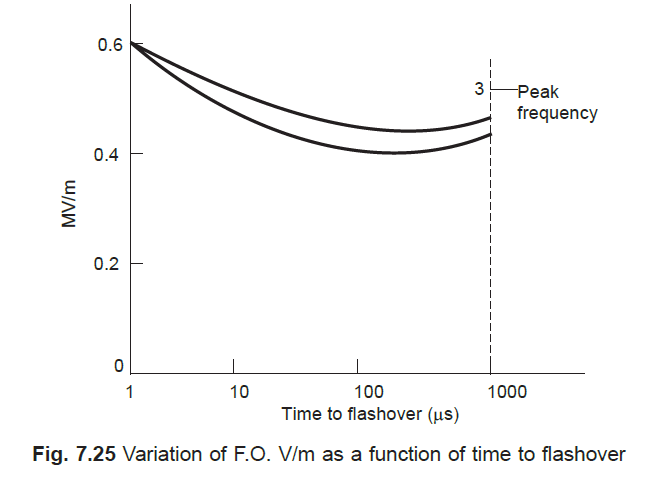 0.6
3 Peak
frequency
0.4
MV/m
0.2
0
1 10 100 1000
Time to flashover (μs)
Fig. 7.25 Variation of F.O. V/m as a function of time to flashover